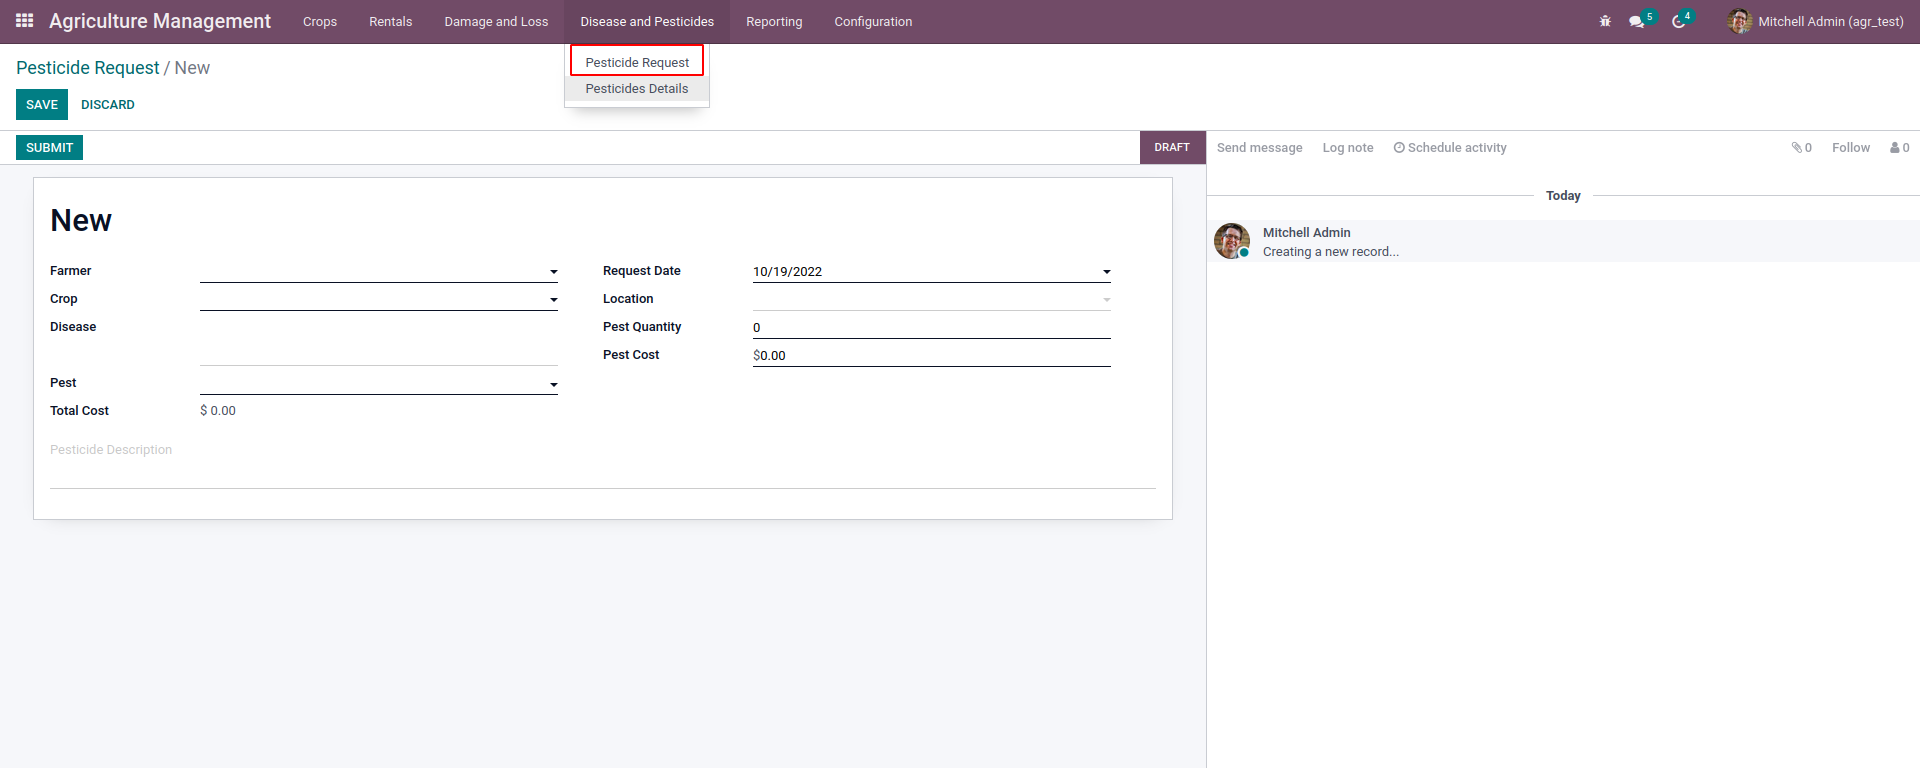 Agriculture Management Crops Rentals Damage and Loss Disease and Pesticides Reporting Configuration 5 4 Mitchell Admin (agr_test)
Pesticide Request
Pesticides Details
Pesticide Request / New
SAVE DISCARD
SUBMIT DRAFT
Send message Log note Schedule activity 0 Follow 0
New
Farmer
Request Date 10/19/2022
Crop
Location
Disease
Pest Quantity 0
Pest Cost $0.00
Pest
Total Cost $ 0.00
Pesticide Description
Today
Mitchell Admin
Creating a new record...